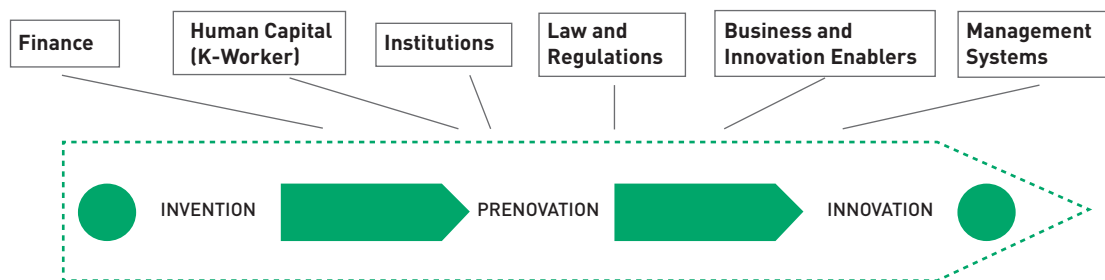 Finance
Human Capital
(K-Worker)
Institutions
Law and
Regulations
Business and
Innovation Enablers
Management
Systems
INVENTION
PRENOVATION
INNOVATION